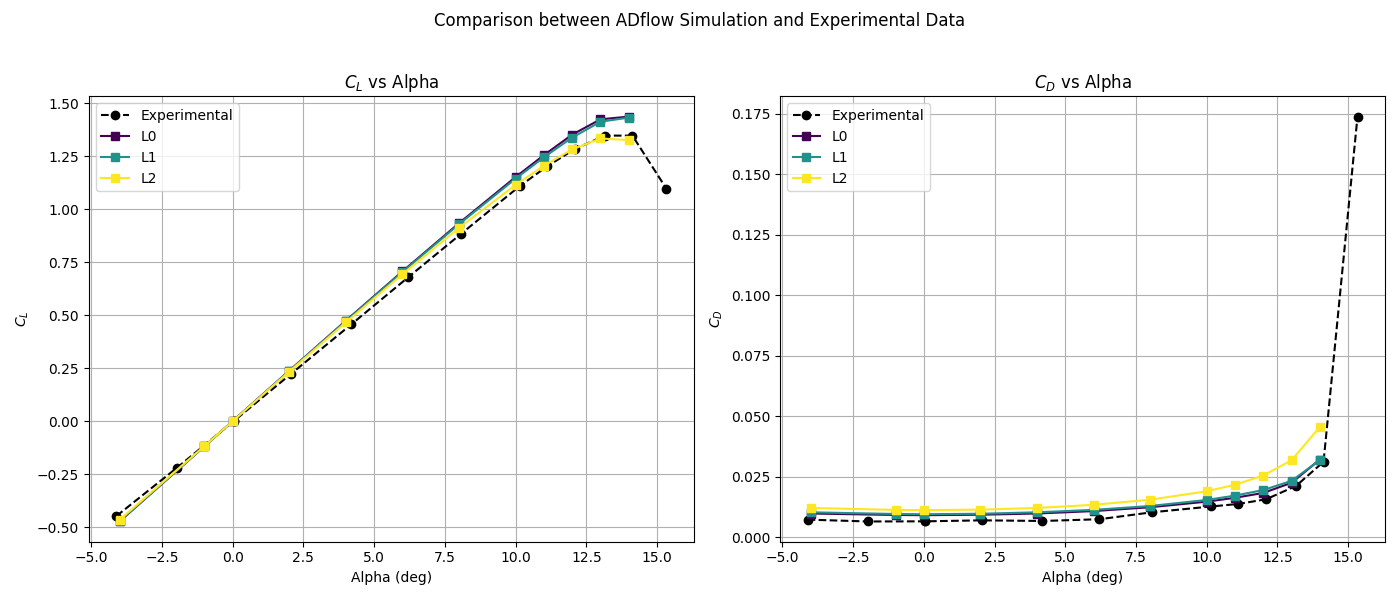 Comparison between ADflow Simulation and Experimental Data
C_L vs Alpha
Experimental
L0
L1
L2
1.50
1.25
1.00
0.75
0.50
0.25
0.00
−0.25
−0.50
C_L
−5.0 −2.5 0.0 2.5 5.0 7.5 10.0 12.5 15.0
Alpha (deg)
C_D vs Alpha
Experimental
L0
L1
L2
0.175
0.150
0.125
0.100
0.075
0.050
0.025
0.000
C_D
−5.0 −2.5 0.0 2.5 5.0 7.5 10.0 12.5 15.0
Alpha (deg)